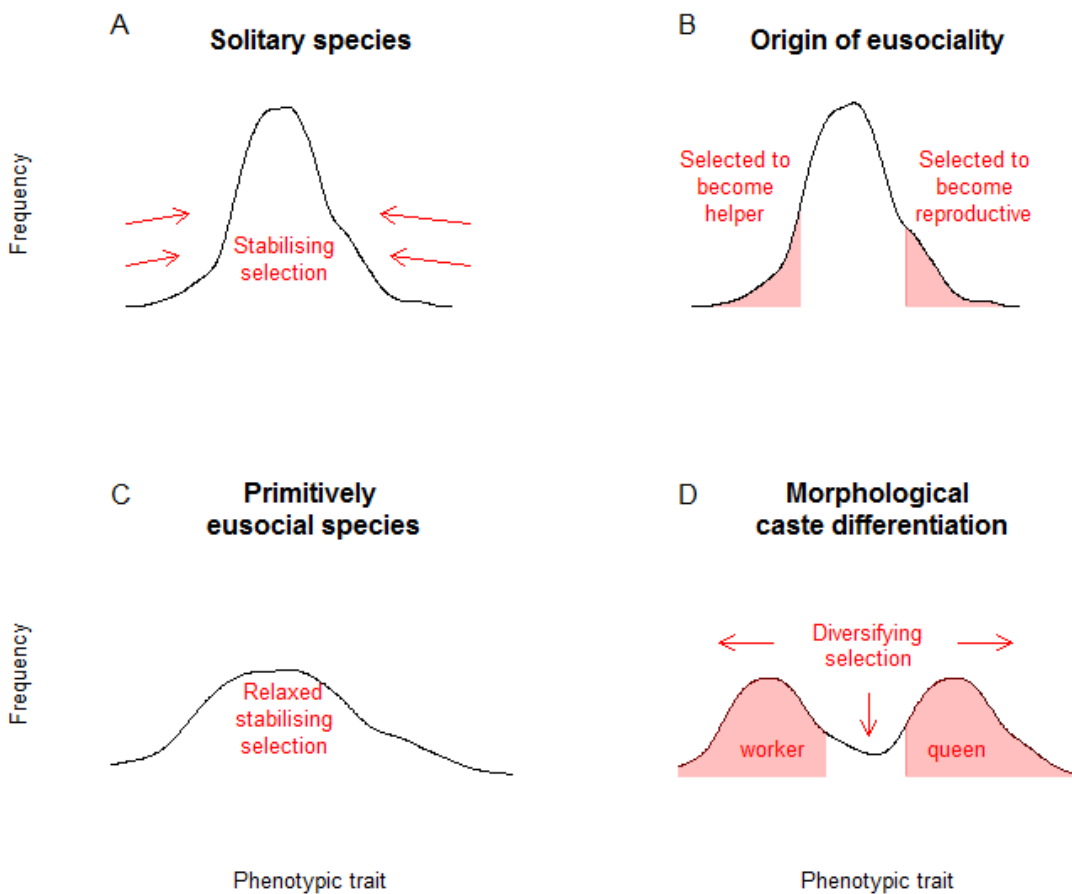 A
Solitary species
Frequency
Stabilising
selection
B
Origin of eusociality
Selected to
become
helper
Selected to
become
reproductive
C
Primitively
eusocial species
Frequency
Relaxed
stabilising
selection
Phenotypic trait
D
Morphological
caste differentiation
Diversifying
selection
worker
queen
Phenotypic trait